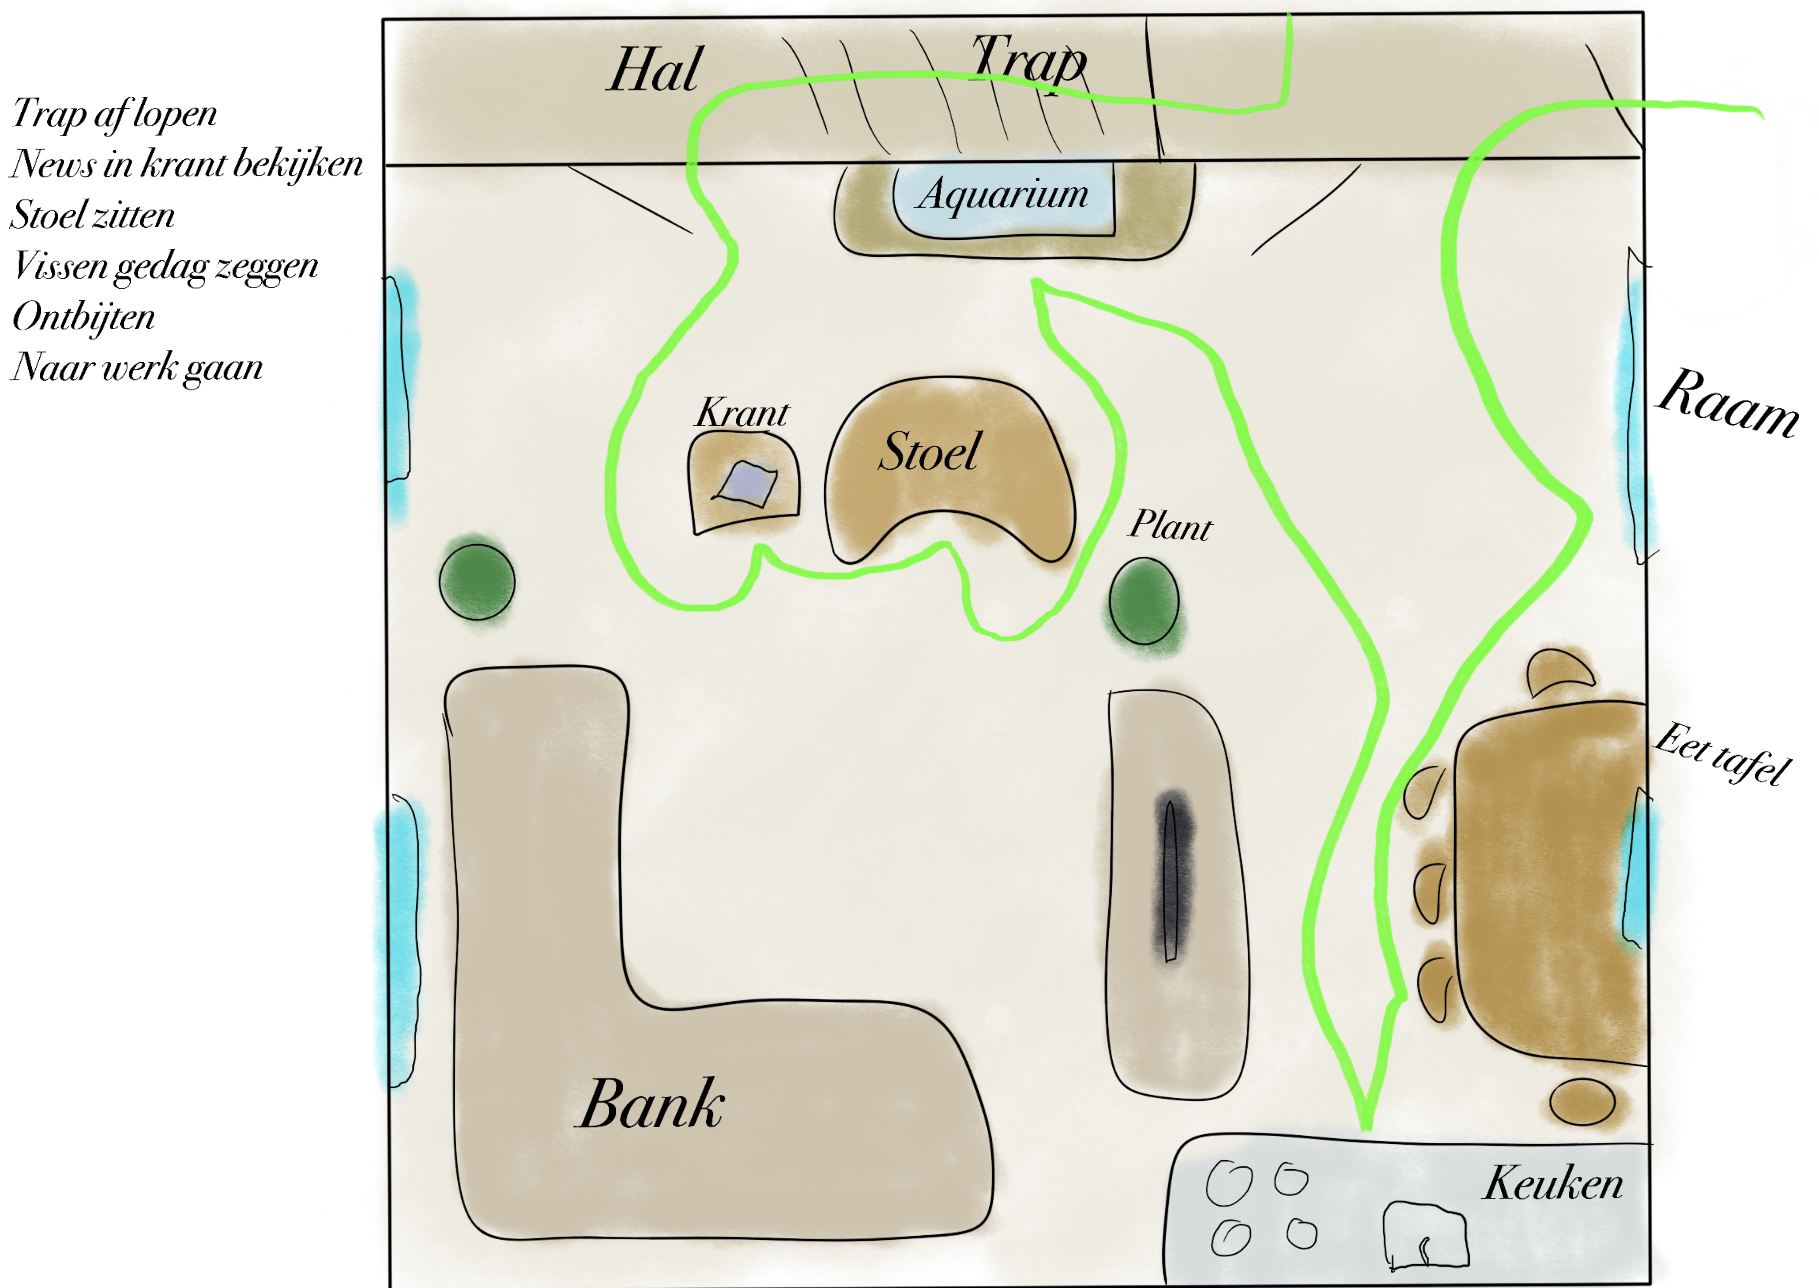 Hal
Trap
Trap af lopen
News in krant bekijken
Stoel zitten
Vissen gedag zeggen
Ontbijten
Naar werk gaan
Aquarium
Raam
Krant
Stoel
Plant
Eet tafel
Bank
Keuken